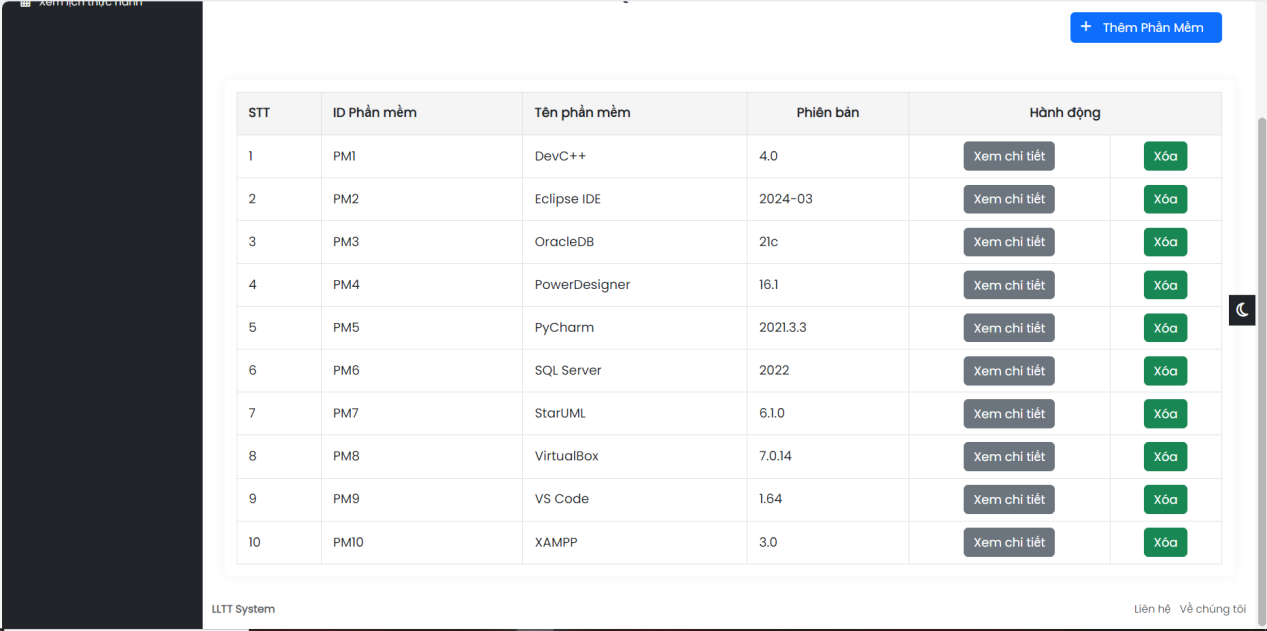 Xem lịch thực hành
+ Thêm Phần Mềm
STT ID Phần mềm Tên phần mềm Phiên bản Hành động
1 PM1 DevC++ 4.0 Xem chi tiết Xóa
2 PM2 Eclipse IDE 2024-03 Xem chi tiết Xóa
3 PM3 OracleDB 21c Xem chi tiết Xóa
4 PM4 PowerDesigner 16.1 Xem chi tiết Xóa
5 PM5 PyCharm 2021.3.3 Xem chi tiết Xóa
6 PM6 SQL Server 2022 Xem chi tiết Xóa
7 PM7 StarUML 6.1.0 Xem chi tiết Xóa
8 PM8 VirtualBox 7.0.14 Xem chi tiết Xóa
9 PM9 VS Code 1.64 Xem chi tiết Xóa
10 PM10 XAMPP 3.0 Xem chi tiết Xóa
LLTT System Liên hệ Về chúng tôi